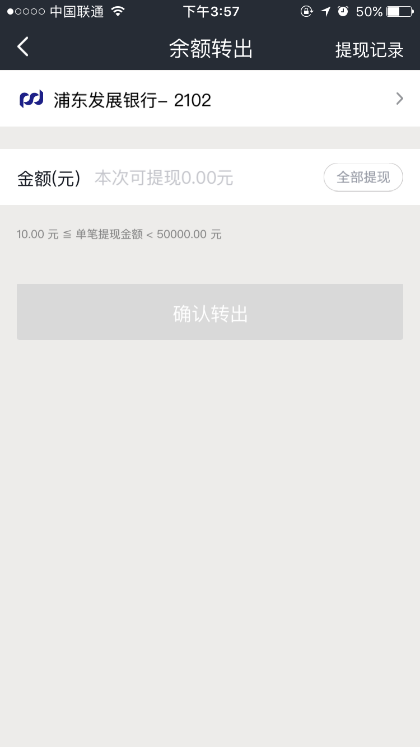 中国联通 下午3:57 50%
余额转出 提现记录
浦东发展银行- 2102
金额(元) 本次可提现0.00元 全部提现
10.00 元 ≦ 单笔提现金额 < 50000.00 元
确认转出